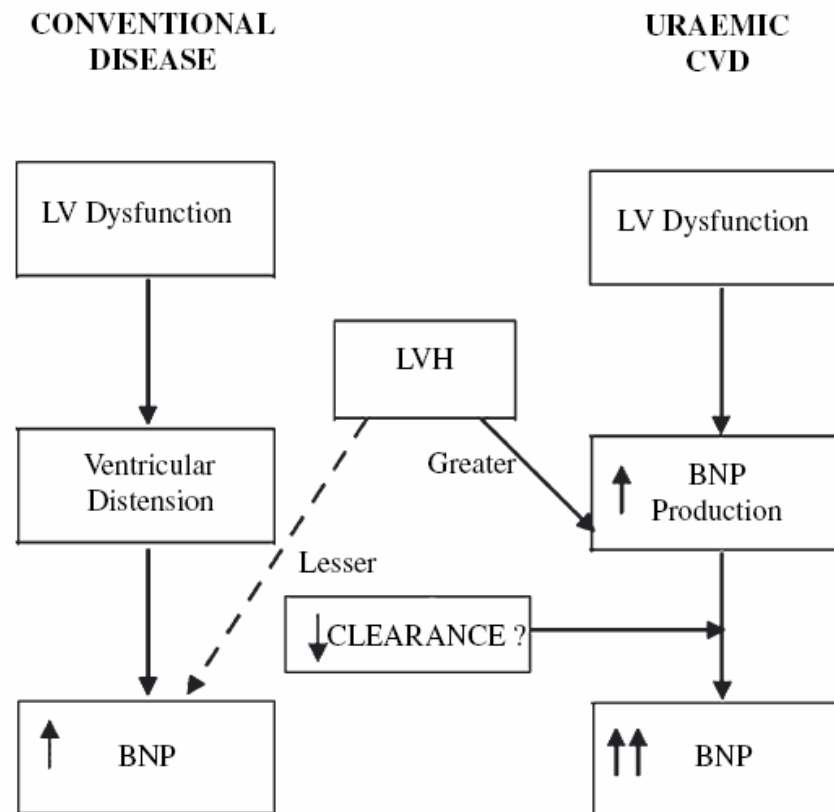 CONVENTIONAL
DISEASE
URAEMIC
CVD
LV Dysfunction
LV Dysfunction
LVH
Greater
Ventricular
Distension
↑ BNP
Production
Lesser
↓ CLEARANCE ?
↑ BNP
↑↑ BNP